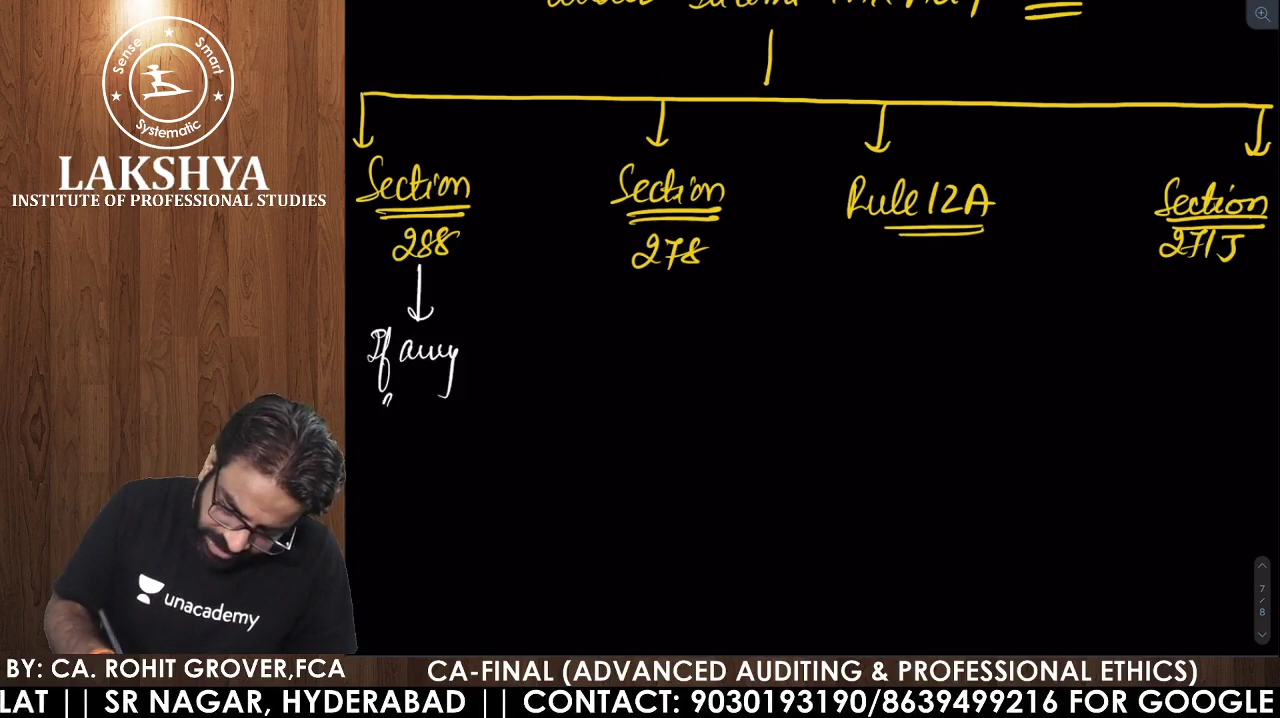 Sense
Smart
Systematic
LAKSHYA
INSTITUTE OF PROFESSIONAL STUDIES
Section
288
If any
Section
278
Rule 12A
Section
271J
7
/
8
unacademy
BY: CA. ROHIT GROVER,FCA
CA-FINAL (ADVANCED AUDITING & PROFESSIONAL ETHICS)
LAT || SR NAGAR, HYDERABAD || CONTACT: 9030193190/8639499216 FOR GOOGLE